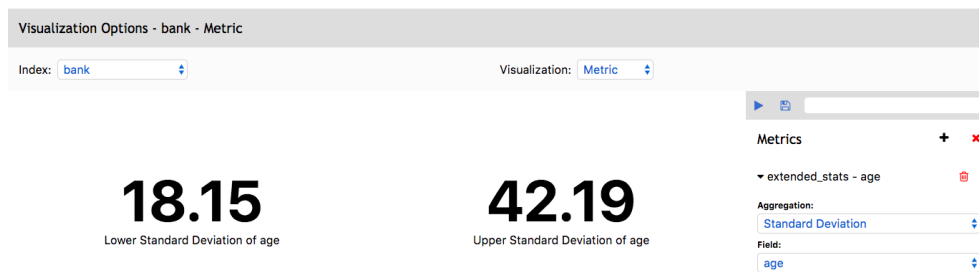 Visualization Options - bank - Metric
Index: bank
Visualization: Metric
Metrics
extended_stats - age
18.15
Lower Standard Deviation of age
42.19
Upper Standard Deviation of age
Aggregation:
Standard Deviation
Field:
age